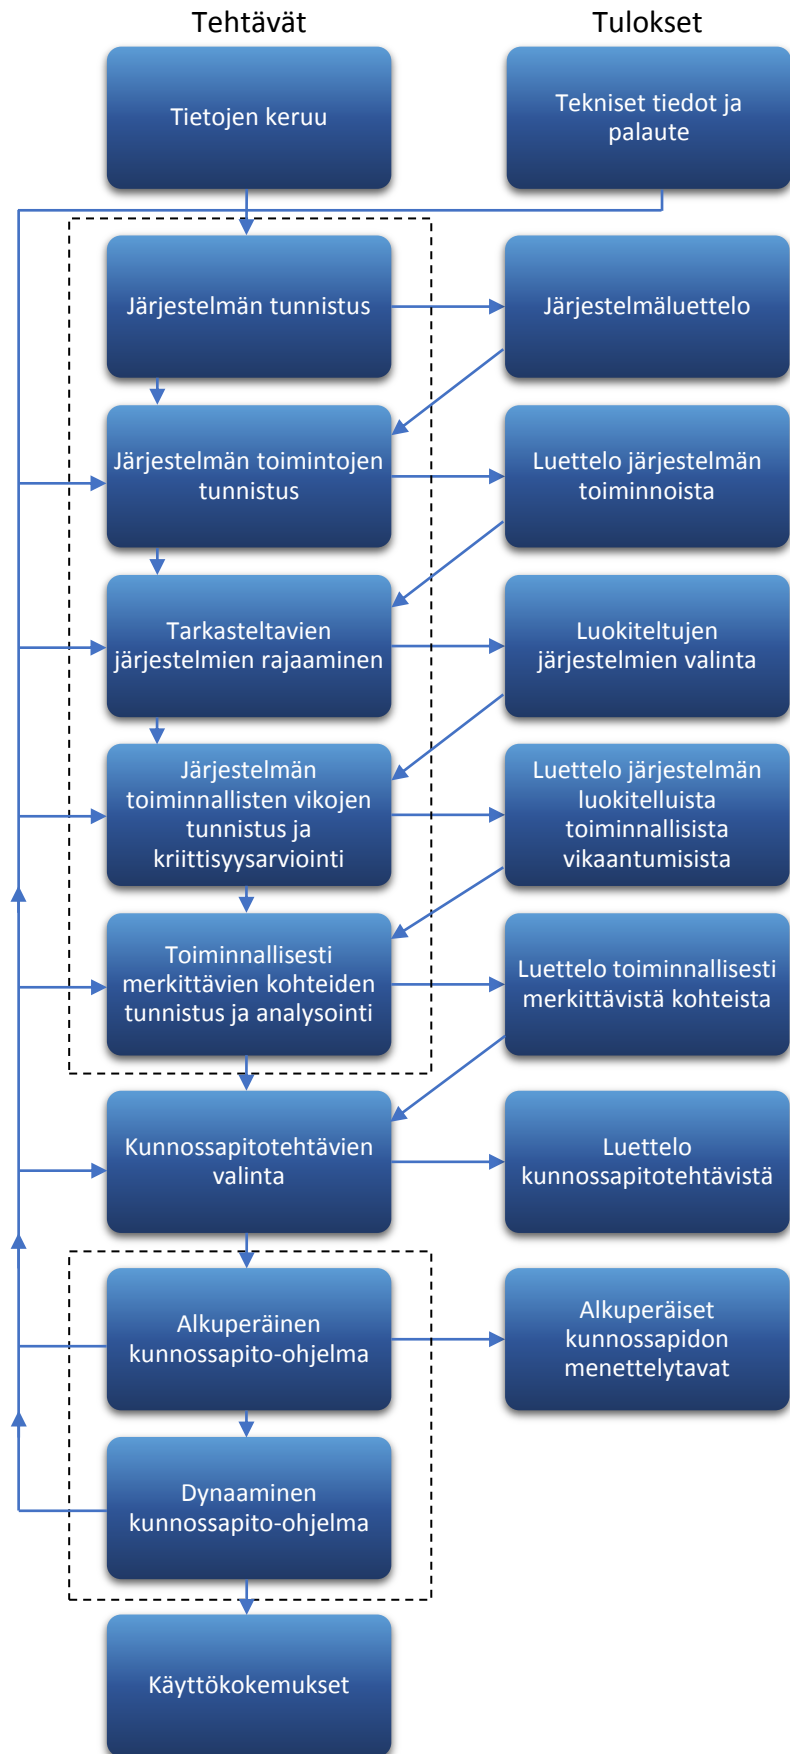 Tehtävät
Tulokset
Tietojen keruu
Tekniset tiedot ja
palaute
Järjestelmän tunnistus
Järjestelmäluettelo
Järjestelmän toimintojen
tunnistus
Luettelo järjestelmän
toiminnoista
Tarkasteltavien
järjestelmien rajaaminen
Luokiteltujen
järjestelmien valinta
Järjestelmän
toiminnallisten vikojen
tunnistus ja
kriittisyysarviointi
Luettelo järjestelmän
luokitelluista
toiminnallisista
vikaantumisista
Toiminnallisesti
merkittävien kohteiden
tunnistus ja analysointi
Luettelo toiminnallisesti
merkittävistä kohteista
Kunnossapitotehtävien
valinta
Luettelo
kunnossapitotehtävistä
Alkuperäinen
kunnossapito-ohjelma
Alkuperäiset
kunnossapidon
menettelytavat
Dynaaminen
kunnossapito-ohjelma
Käyttökokemukset